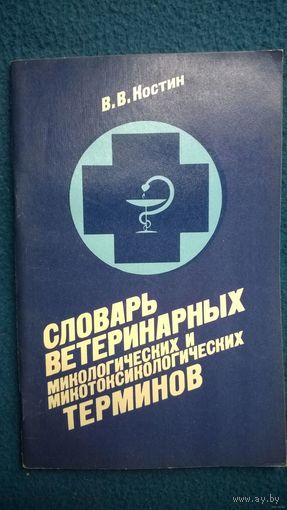 В.В.Костин
СЛОВАРЬ
ВЕТЕРИНАРНЫХ
МИКОЛОГИЧЕСКИХ И
МИКОТОКСИКОЛОГИЧЕСКИХ
ТЕРМИНОВ
www.ay.by